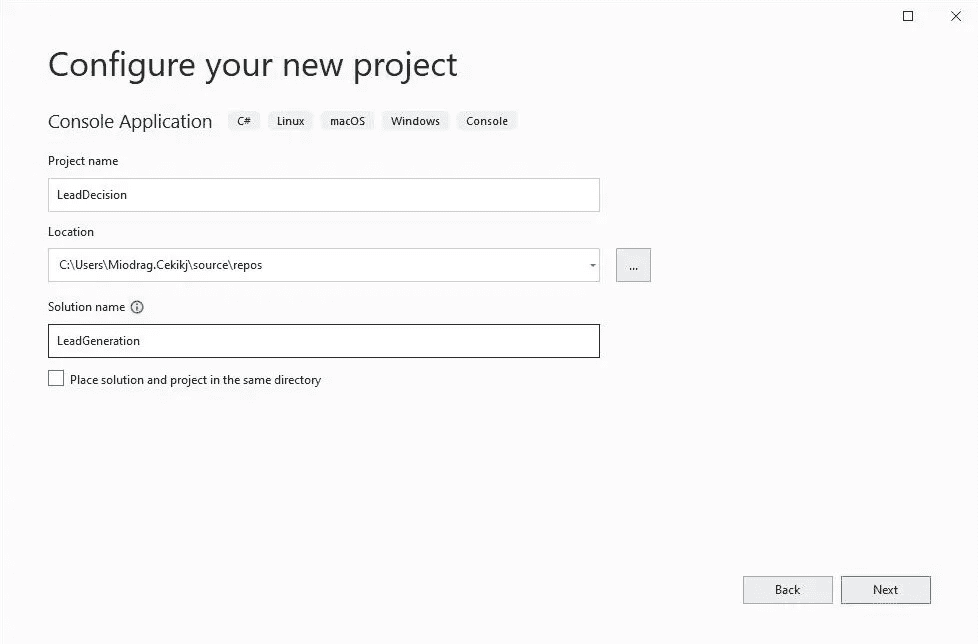 Configure your new project
Console Application C# Linux macOS Windows Console
Project name
LeadDecision
Location
C:\Users\Miodrag.Cekikj\source\repos
...
Solution name
LeadGeneration
Place solution and project in the same directory
Back Next